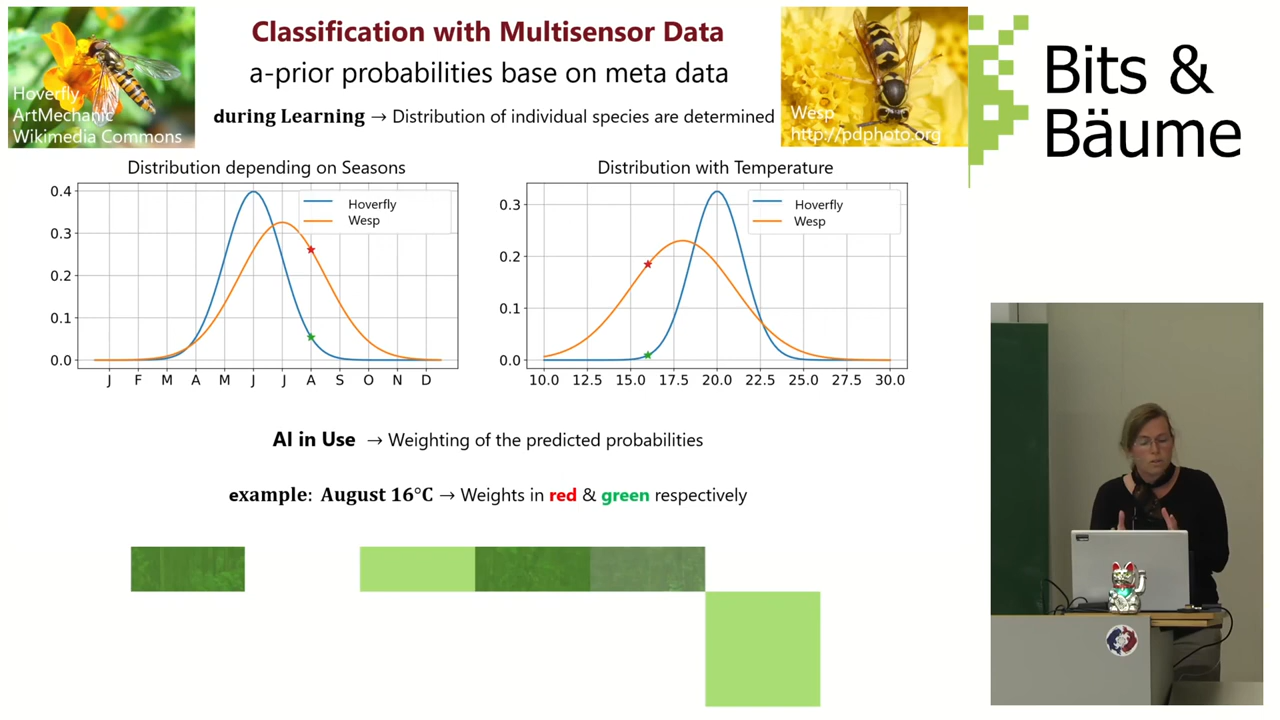 Classification with Multisensor Data
a-prior probabilities base on meta data
during Learning → Distribution of individual species are determined
Hoverfly
ArtMechanic
Wikimedia Commons
Wesp
http://pdphoto.org
Bits &
Bäume
Distribution depending on Seasons
0.4
0.3
0.2
0.1
0.0
J F M A M J J A S O N D
Hoverfly
Wesp
Distribution with Temperature
0.3
0.2
0.1
0.0
10.0 12.5 15.0 17.5 20.0 22.5 25.0 27.5 30.0
Hoverfly
Wesp
AI in Use → Weighting of the predicted probabilities
example: August 16°C → Weights in red & green respectively